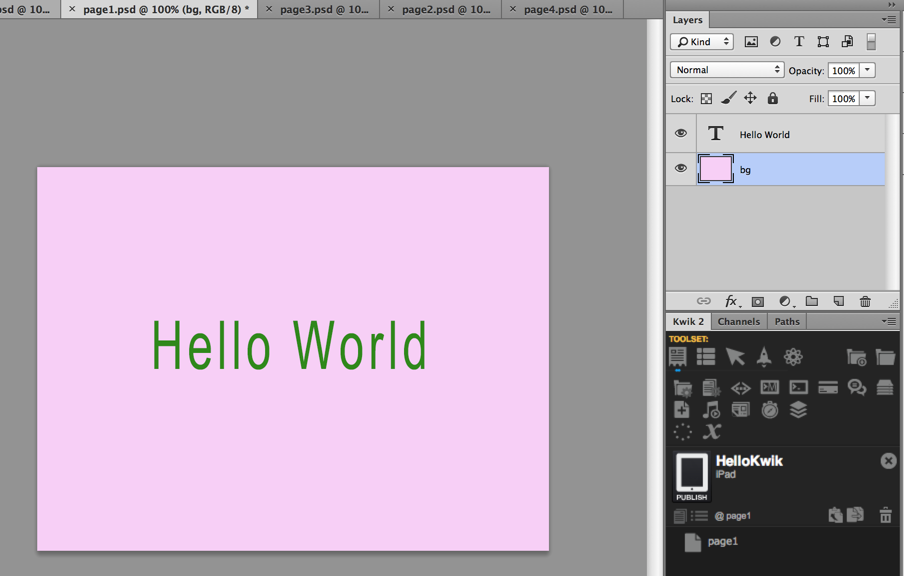 psd @ 10...
× page1.psd @ 100% (bg, RGB/8) *
× page3.psd @ 10...
× page2.psd @ 10...
× page4.psd @ 10...
Layers
Kind
T
Normal
Opacity: 100%
Lock:
Fill: 100%
T Hello World
bg
Hello World
fx
Kwik 2 Channels Paths
TOOLSET:
HelloKwik
iPad
PUBLISH
@ page1
page1